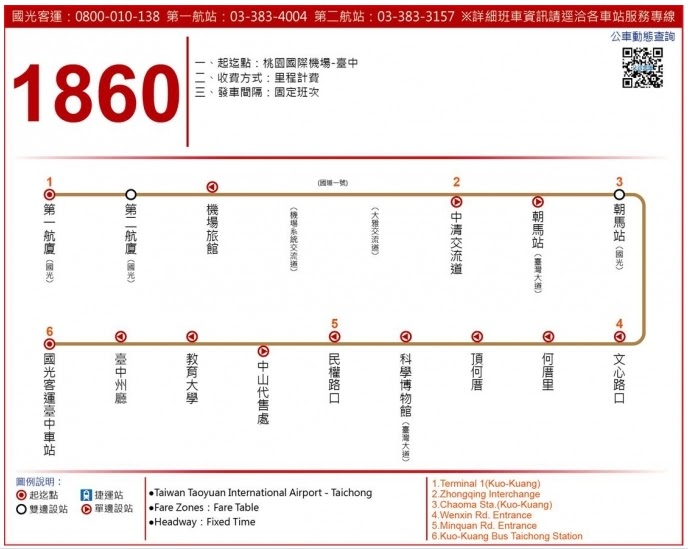 國光客運：0800-010-138 第一航站：03-383-4004 第二航站：03-383-3157 ※詳細班車資訊請逕洽各車站服務專線
公車動態查詢
1860
一、起迄點：桃園國際機場-臺中
二、收費方式：里程計費
三、發車間隔：固定班次
1
第一航廈（國光）
第二航廈（國光）
機場旅館
（國道一號）
（機場系統交流道）
（大雅交流道）
2
中清交流道
朝馬站（臺灣大道）
3
朝馬站（國光）
6
國光客運臺中車站
臺中州廳
教育大學
中山代售處
5
民權路口
科學博物館（臺灣大道）
頂何厝
何厝里
4
文心路口
圖例說明：
起迄點
捷運站
雙邊設站
單邊設站
●Taiwan Taoyuan International Airport - Taichong
●Fare Zones：Fare Table
●Headway：Fixed Time
1.Terminal 1(Kuo-Kuang)
2.Zhongqing Interchange
3.Chaoma Sta.(Kuo-Kuang)
4.Wenxin Rd. Entrance
5.Minquan Rd. Entrance
6.Kuo-Kuang Bus Taichong Station